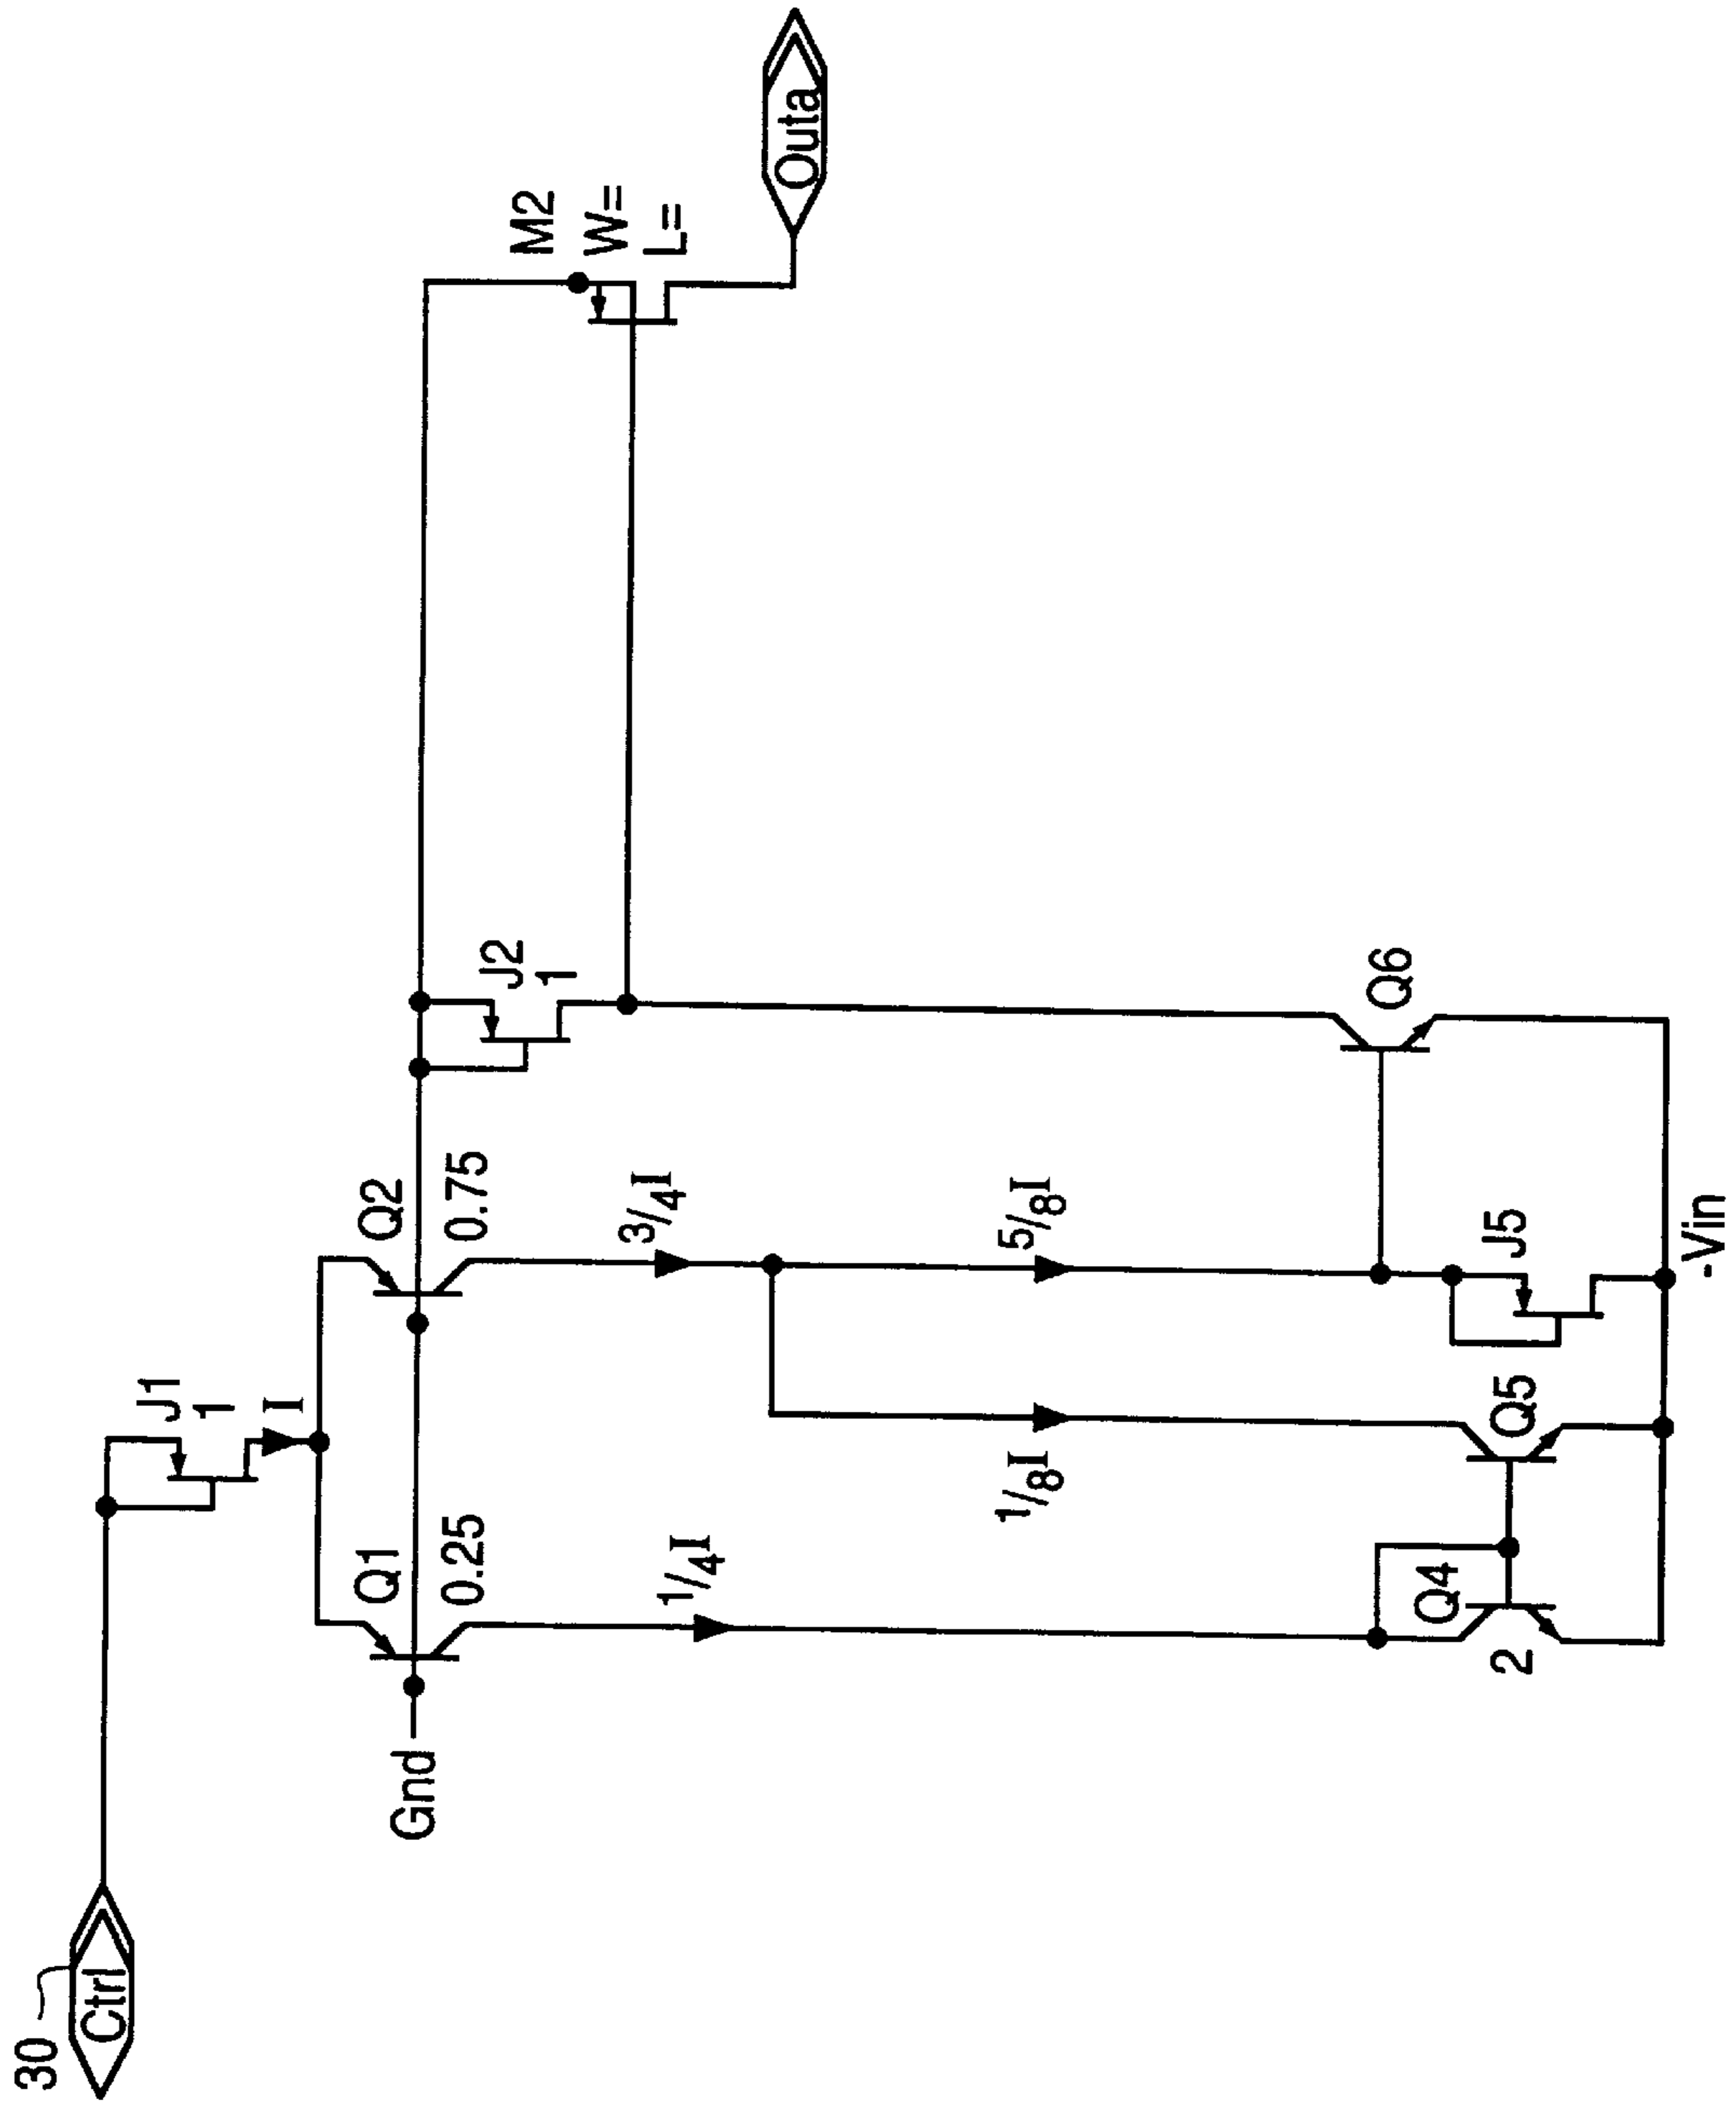 30
Ctrl
J1
1
I
Q1
0.25
Q2
0.75
Gnd
J2
1
M2
W=
L=
Outa
1/4I
3/4I
1/8I
5/8I
Q4
2
Q5
J5
Q6
-Vin